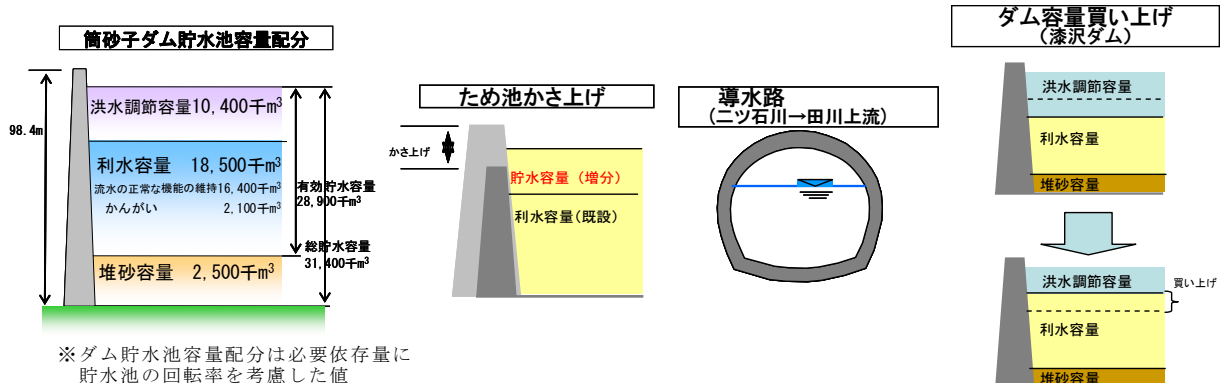 筒砂子ダム貯水池容量配分
98.4m
洪水調節容量10,400千m³
利水容量 18,500千m³
流水の正常な機能の維持16,400千m³
かんがい 2,100千m³
堆砂容量 2,500千m³
有効貯水容量
28,900千m³
総貯水容量
31,400千m³
※ダム貯水池容量配分は必要依存量に
貯水池の回転率を考慮した値
ため池かさ上げ
かさ上げ
貯水容量（増分）
利水容量(既設)
導水路
(二ツ石川→田川上流)
ダム容量買い上げ
(漆沢ダム)
洪水調節容量
利水容量
堆砂容量
洪水調節容量
買い上げ
利水容量
堆砂容量